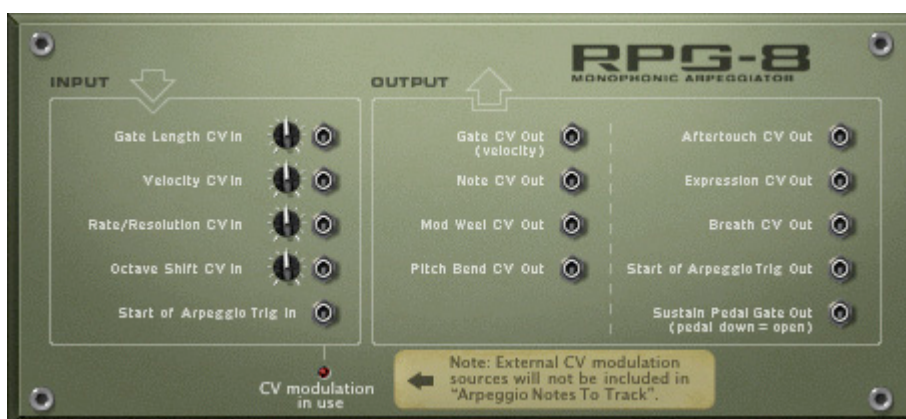 RPG-8
MONOPHONIC ARPEGGIATOR
INPUT
Gate Length CV In
Velocity CV In
Rate/Resolution CV In
Octave Shift CV In
Start of Arpeggio Trig In
CV modulation
in use
OUTPUT
Gate CV Out
(velocity)
Note CV Out
Mod Weel CV Out
Pitch Bend CV Out
Aftertouch CV Out
Expression CV Out
Breath CV Out
Start of Arpeggio Trig Out
Sustain Pedal Gate Out
(pedal down = open)
Note: External CV modulation
sources will not be included in
“Arpeggio Notes To Track”.